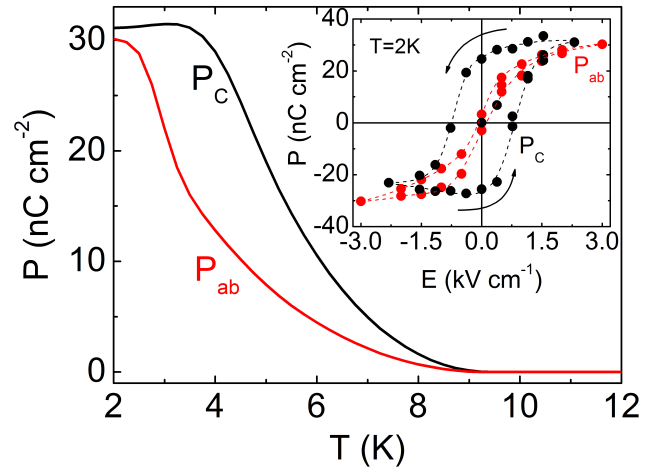 30
20
10
0
P (nC cm⁻²)
2
4
6
8
10
12
T (K)
P_C
P_ab
40
20
0
-20
-40
P (nC cm⁻²)
-3.0
-1.5
0.0
1.5
3.0
E (kV cm⁻¹)
T=2K
P_ab
P_C